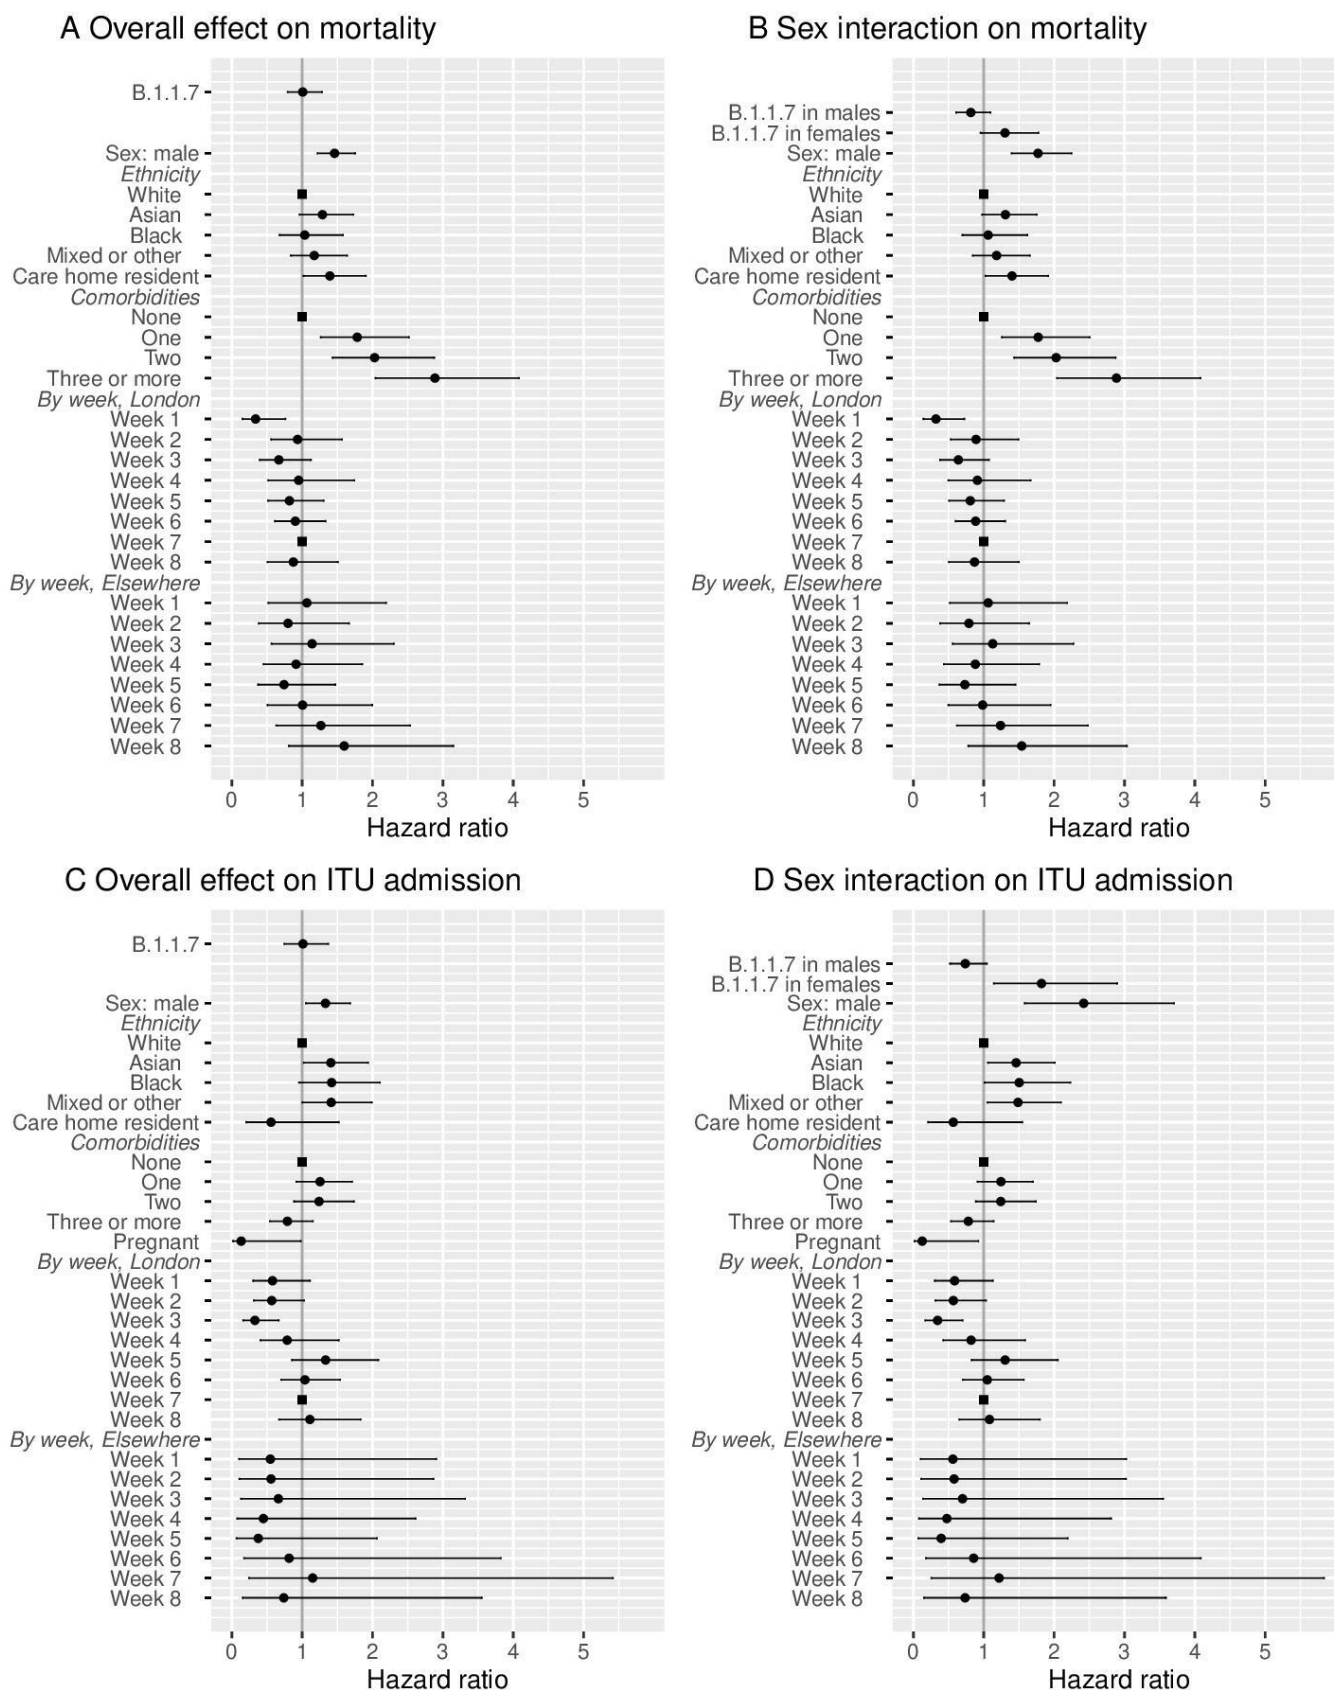 A Overall effect on mortality
B.1.1.7
Sex: male
Ethnicity
White
Asian
Black
Mixed or other
Care home resident
Comorbidities
None
One
Two
Three or more
By week, London
Week 1
Week 2
Week 3
Week 4
Week 5
Week 6
Week 7
Week 8
By week, Elsewhere
Week 1
Week 2
Week 3
Week 4
Week 5
Week 6
Week 7
Week 8
0 1 2 3 4 5
Hazard ratio
B Sex interaction on mortality
B.1.1.7 in males
B.1.1.7 in females
Sex: male
Ethnicity
White
Asian
Black
Mixed or other
Care home resident
Comorbidities
None
One
Two
Three or more
By week, London
Week 1
Week 2
Week 3
Week 4
Week 5
Week 6
Week 7
Week 8
By week, Elsewhere
Week 1
Week 2
Week 3
Week 4
Week 5
Week 6
Week 7
Week 8
0 1 2 3 4 5
Hazard ratio
C Overall effect on ITU admission
B.1.1.7
Sex: male
Ethnicity
White
Asian
Black
Mixed or other
Care home resident
Comorbidities
None
One
Two
Three or more
Pregnant
By week, London
Week 1
Week 2
Week 3
Week 4
Week 5
Week 6
Week 7
Week 8
By week, Elsewhere
Week 1
Week 2
Week 3
Week 4
Week 5
Week 6
Week 7
Week 8
0 1 2 3 4 5
Hazard ratio
D Sex interaction on ITU admission
B.1.1.7 in males
B.1.1.7 in females
Sex: male
Ethnicity
White
Asian
Black
Mixed or other
Care home resident
Comorbidities
None
One
Two
Three or more
Pregnant
By week, London
Week 1
Week 2
Week 3
Week 4
Week 5
Week 6
Week 7
Week 8
By week, Elsewhere
Week 1
Week 2
Week 3
Week 4
Week 5
Week 6
Week 7
Week 8
0 1 2 3 4 5
Hazard ratio